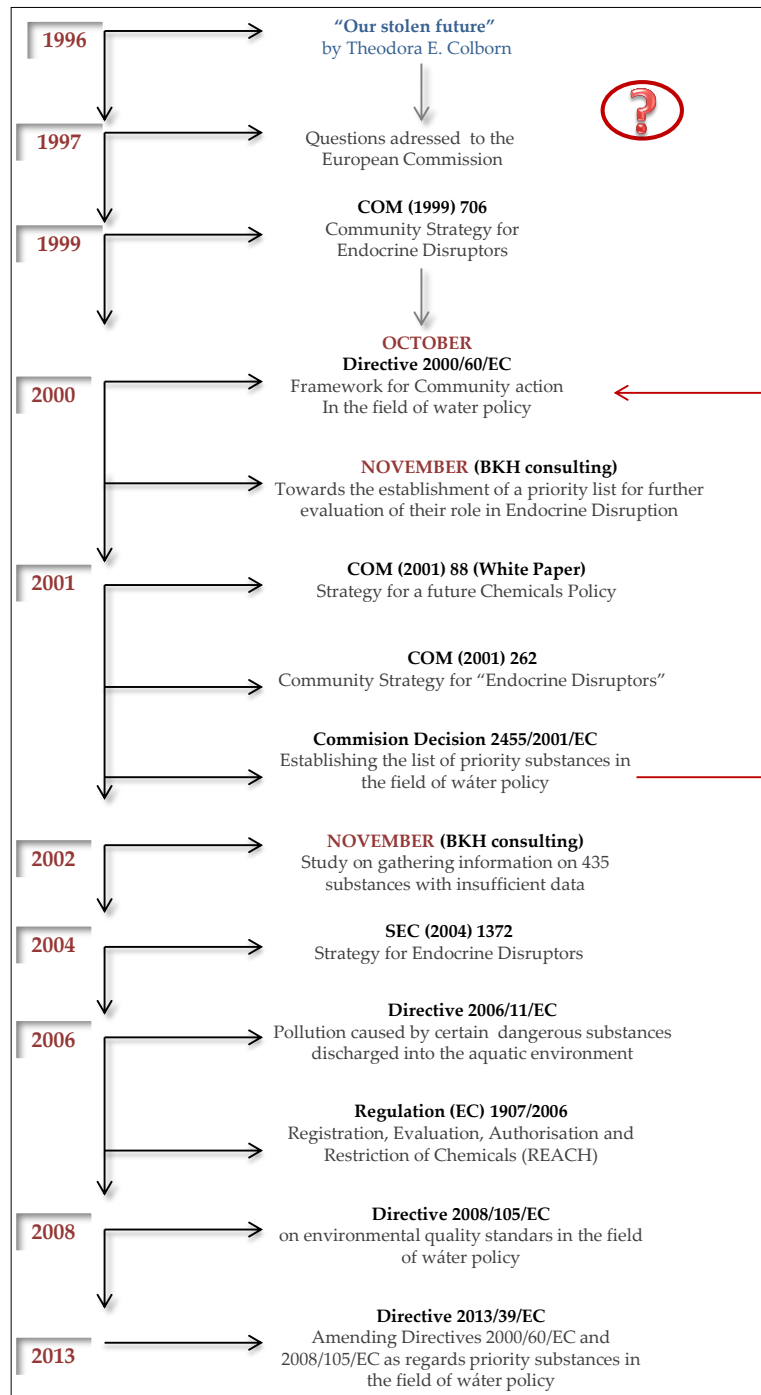 1996
“Our stolen future”
by Theodora E. Colborn
?
1997
Questions adressed to the
European Commission
1999
COM (1999) 706
Community Strategy for
Endocrine Disruptors
2000
OCTOBER
Directive 2000/60/EC
Framework for Community action
In the field of water policy
NOVEMBER (BKH consulting)
Towards the establishment of a priority list for further
evaluation of their role in Endocrine Disruption
2001
COM (2001) 88 (White Paper)
Strategy for a future Chemicals Policy
COM (2001) 262
Community Strategy for “Endocrine Disruptors”
Commision Decision 2455/2001/EC
Establishing the list of priority substances in
the field of wáter policy
2002
NOVEMBER (BKH consulting)
Study on gathering information on 435
substances with insufficient data
2004
SEC (2004) 1372
Strategy for Endocrine Disruptors
2006
Directive 2006/11/EC
Pollution caused by certain dangerous substances
discharged into the aquatic environment
Regulation (EC) 1907/2006
Registration, Evaluation, Authorisation and
Restriction of Chemicals (REACH)
2008
Directive 2008/105/EC
on environmental quality standars in the field
of wáter policy
2013
Directive 2013/39/EC
Amending Directives 2000/60/EC and
2008/105/EC as regards priority substances in
the field of water policy